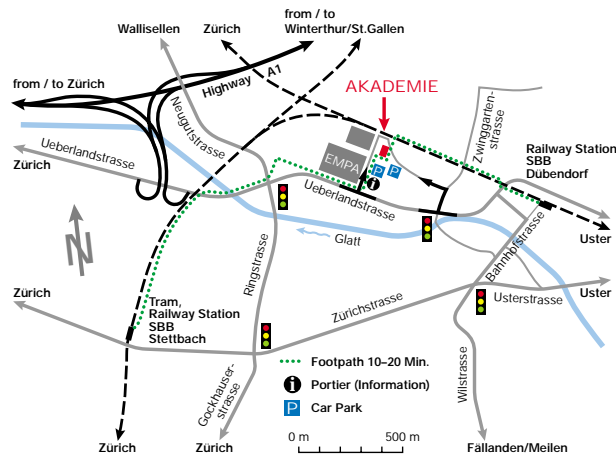 from / to
Winterthur/St.Gallen
Wallisellen
Zürich
Highway A1
from / to Zürich
AKADEMIE
Neugutstrasse
Zwinggarten-
strasse
Railway Station
SBB
Dübendorf
Ueberlandstrasse
Zürich
EMPA
P
P
i
Ueberlandstrasse
N
Glatt
Bahnhofstrasse
Uster
Ringstrasse
Zürich
Tram,
Railway Station
SBB
Stettbach
Zürichstrasse
Usterstrasse
Uster
Gockhauser-
strasse
Wilstrasse
Footpath 10–20 Min.
i Portier (Information)
P Car Park
0 m 500 m
Zürich
Zürich
Fällanden/Meilen